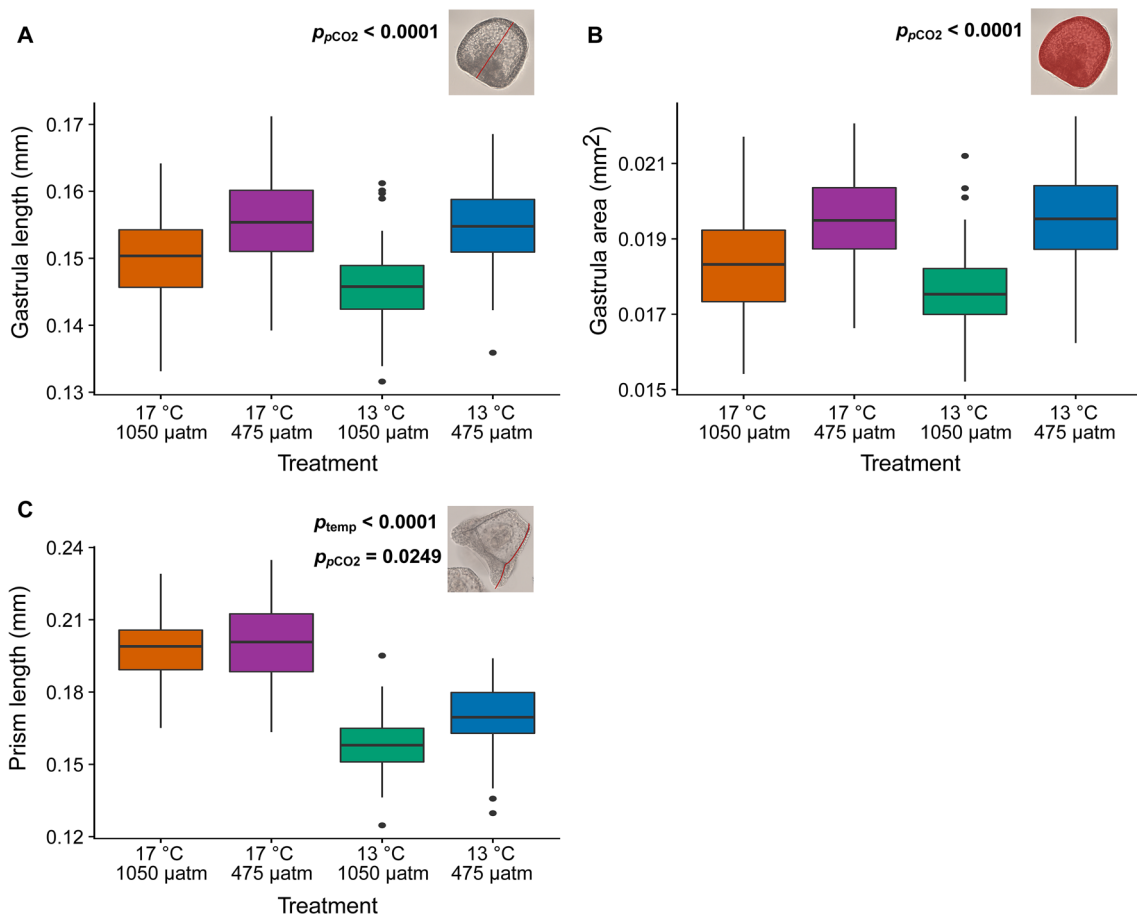 A
p pCO2 < 0.0001
Gastrula length (mm)
0.17
0.16
0.15
0.14
0.13
17 °C
1050 µatm
17 °C
475 µatm
13 °C
1050 µatm
13 °C
475 µatm
Treatment
B
p pCO2 < 0.0001
Gastrula area (mm²)
0.021
0.019
0.017
0.015
17 °C
1050 µatm
17 °C
475 µatm
13 °C
1050 µatm
13 °C
475 µatm
Treatment
C
p temp < 0.0001
p pCO2 = 0.0249
Prism length (mm)
0.24
0.21
0.18
0.15
0.12
17 °C
1050 µatm
17 °C
475 µatm
13 °C
1050 µatm
13 °C
475 µatm
Treatment